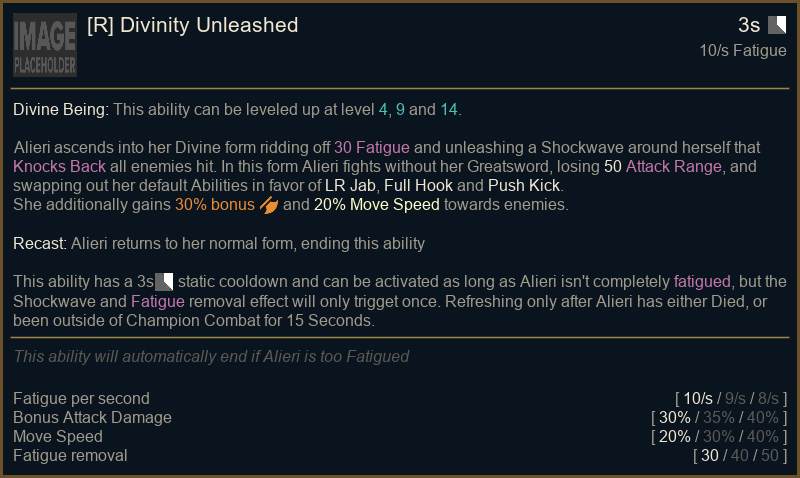 IMAGE
PLACEHOLDER
[R] Divinity Unleashed
3s
10/s Fatigue
Divine Being: This ability can be leveled up at level 4, 9 and 14.
Alieri ascends into her Divine form ridding off 30 Fatigue and unleashing a Shockwave around herself that
Knocks Back all enemies hit. In this form Alieri fights without her Greatsword, losing 50 Attack Range, and
swapping out her default Abilities in favor of LR Jab, Full Hook and Push Kick.
She additionally gains 30% bonus and 20% Move Speed towards enemies.
Recast: Alieri returns to her normal form, ending this ability
This ability has a 3s static cooldown and can be activated as long as Alieri isn't completely fatigued, but the
Shockwave and Fatigue removal effect will only trigget once. Refreshing only after Alieri has either Died, or
been outside of Champion Combat for 15 Seconds.
This ability will automatically end if Alieri is too Fatigued
Fatigue per second [ 10/s / 9/s / 8/s ]
Bonus Attack Damage [ 30% / 35% / 40% ]
Move Speed [ 20% / 30% / 40% ]
Fatigue removal [ 30 / 40 / 50 ]